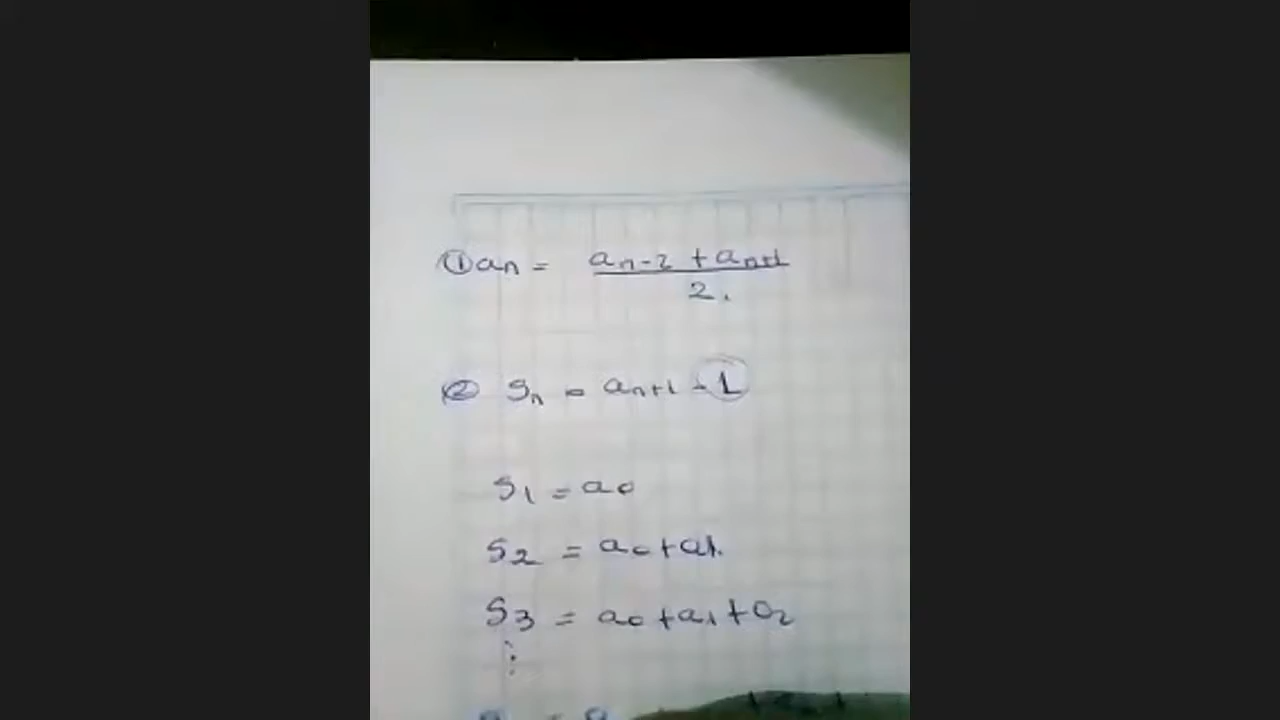 ① an = (an-2 + an+1) / 2.
② Sn = an+1 - 1
S1 = a0
S2 = a0 + a1.
S3 = a0 + a1 + a2
⋮